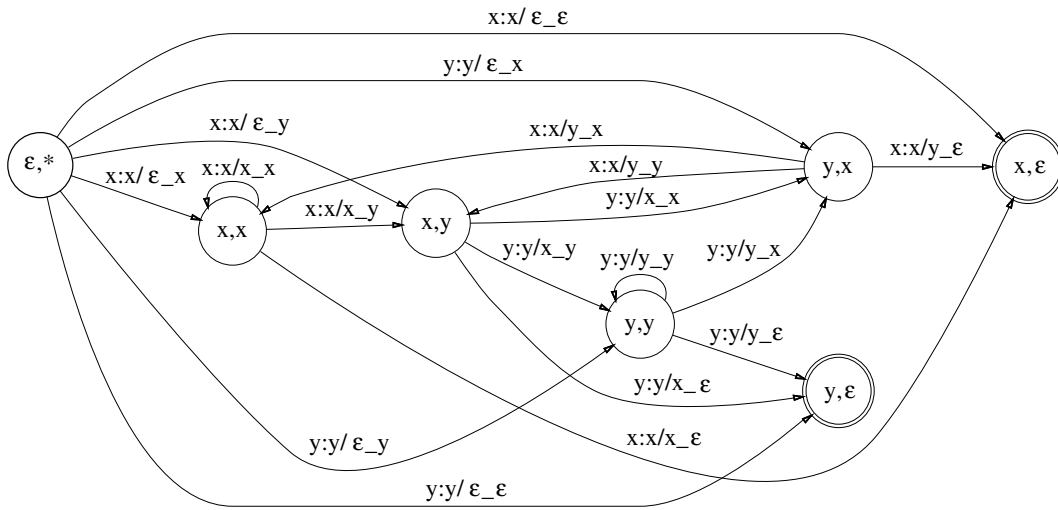 x:x/ ε_ε
y:y/ ε_x
x:x/ ε_y
x:x/y_x
ε,*
x:x/x_x
x:x/y_y
y,x
x:x/y_ε
x,ε
x:x/ ε_x
y:y/x_x
x:x/x_y
x,y
x,x
y:y/x_y
y:y/y_y
y:y/y_x
y,y
y:y/y_ε
y:y/x_ε
y,ε
y:y/ ε_y
x:x/x_ε
y:y/ ε_ε